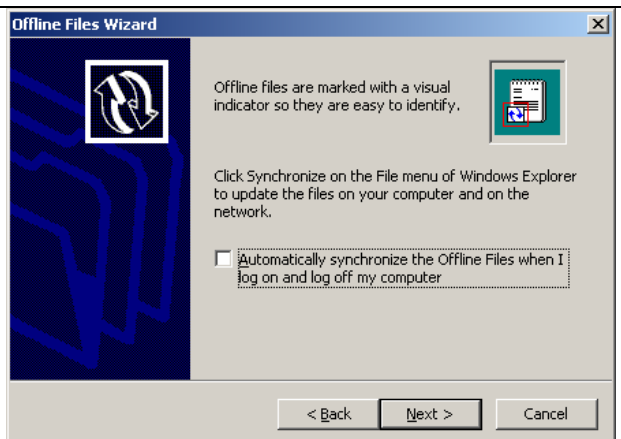 Offline Files Wizard
Offline files are marked with a visual
indicator so they are easy to identify.
Click Synchronize on the File menu of Windows Explorer
to update the files on your computer and on the
network.
Automatically synchronize the Offline Files when I
log on and log off my computer
< Back
Next >
Cancel